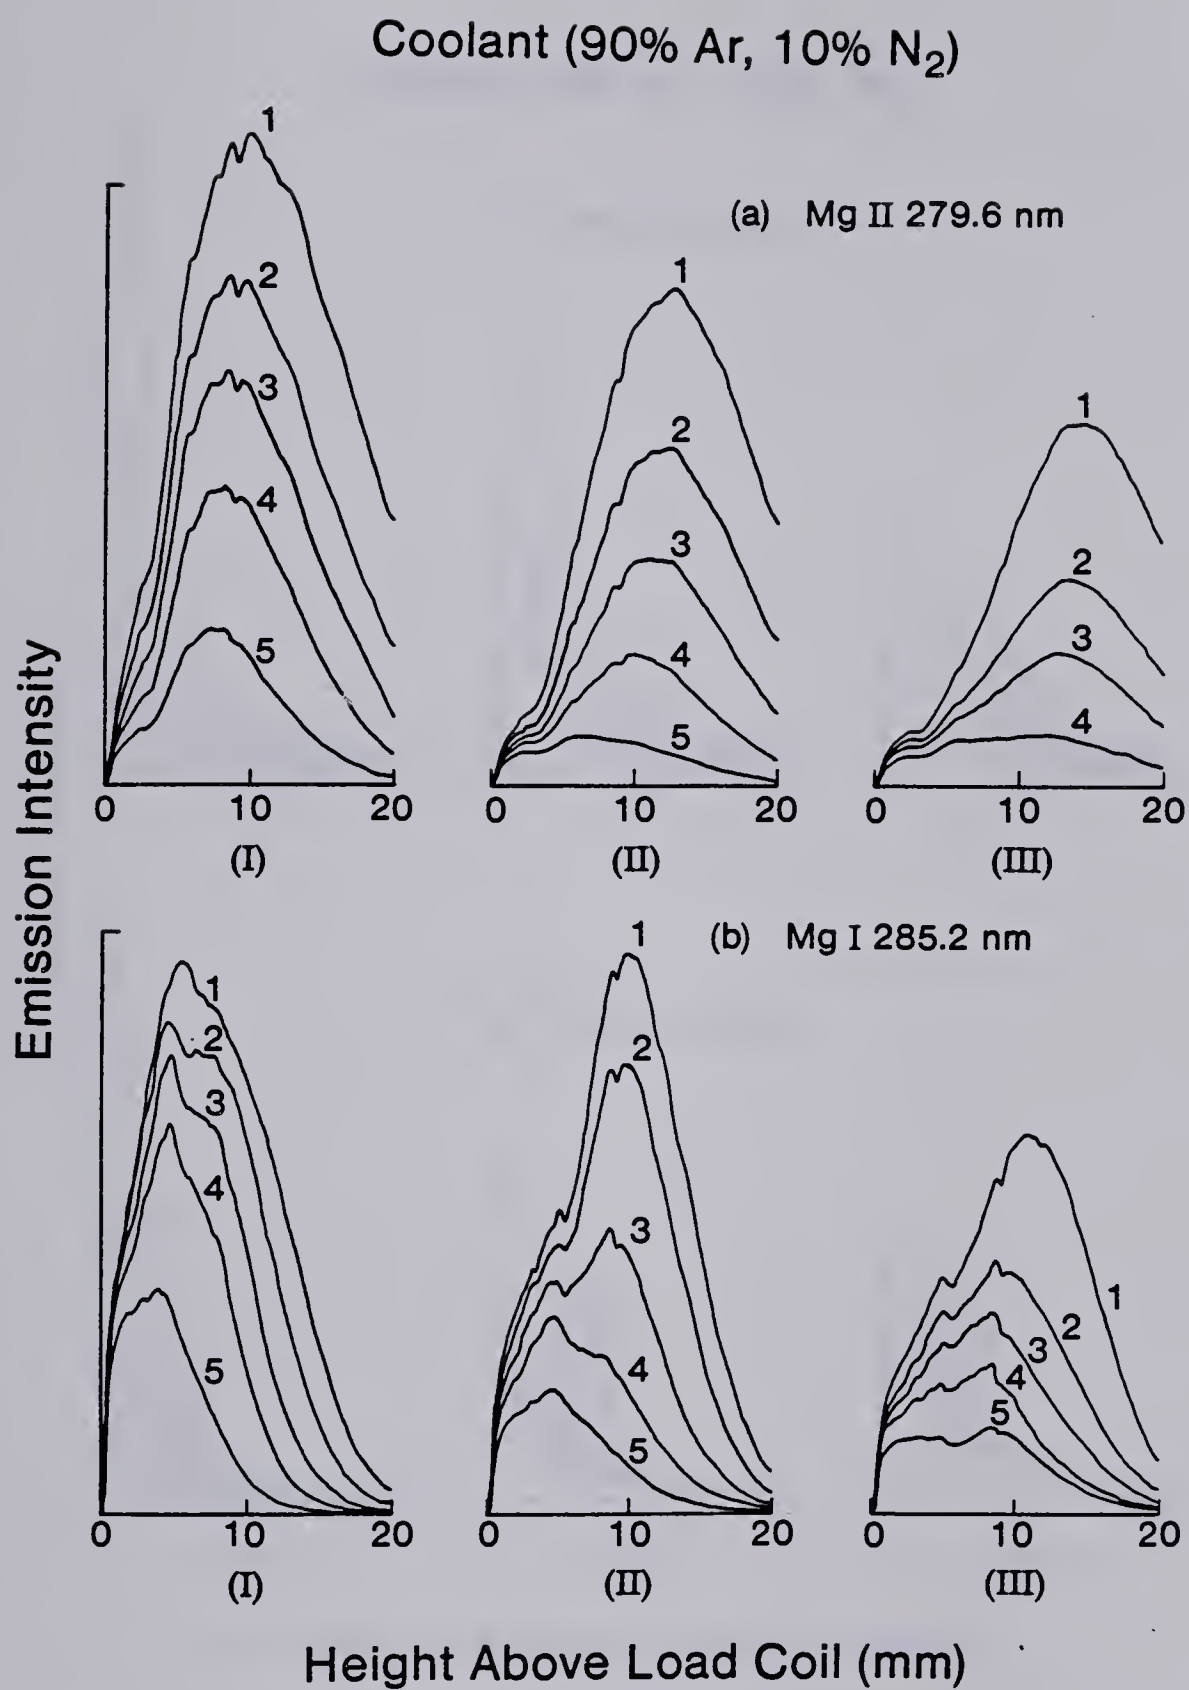 Coolant (90% Ar, 10% N₂)
Emission Intensity
(a) Mg II 279.6 nm
1
2
3
4
5
0 10 20
(I)
1
2
3
4
5
0 10 20
(II)
1
2
3
4
0 10 20
(III)
(b) Mg I 285.2 nm
1
2
3
4
5
0 10 20
(I)
1
2
3
4
5
0 10 20
(II)
1
2
3
4
5
0 10 20
(III)
Height Above Load Coil (mm)